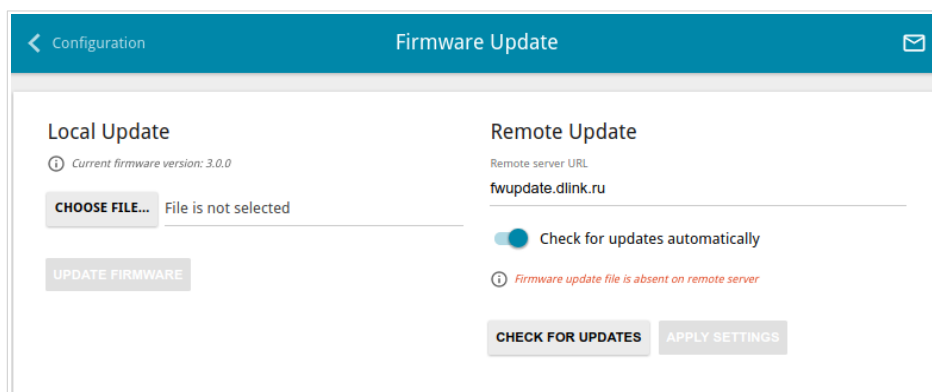 Configuration
Firmware Update
Local Update
Current firmware version: 3.0.0
CHOOSE FILE... File is not selected
UPDATE FIRMWARE
Remote Update
Remote server URL
fwupdate.dlink.ru
Check for updates automatically
Firmware update file is absent on remote server
CHECK FOR UPDATES APPLY SETTINGS